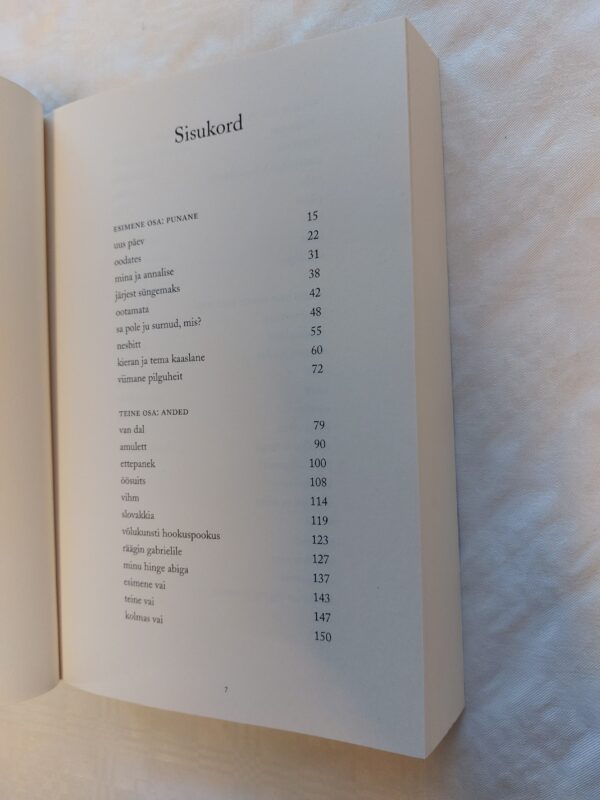 Sisukord
ESIMENE OSA: PUNANE
uus päev 15
oodates 22
mina ja annalise 31
järjest süngemaks 38
ootamata 42
sa pole ju surnud, mis? 48
nesbitt 55
kieran ja tema kaaslane 60
viimane pilguheit 72
TEINE OSA: ANDED
van dal 79
amulett 90
ettepanek 100
öösuits 108
vihm 114
slovakkia 119
võlukunsti hookuspookus 123
räägin gabrielile 127
minu hinge abiga 137
esimene vai 143
teine vai 147
kolmas vai 150
7